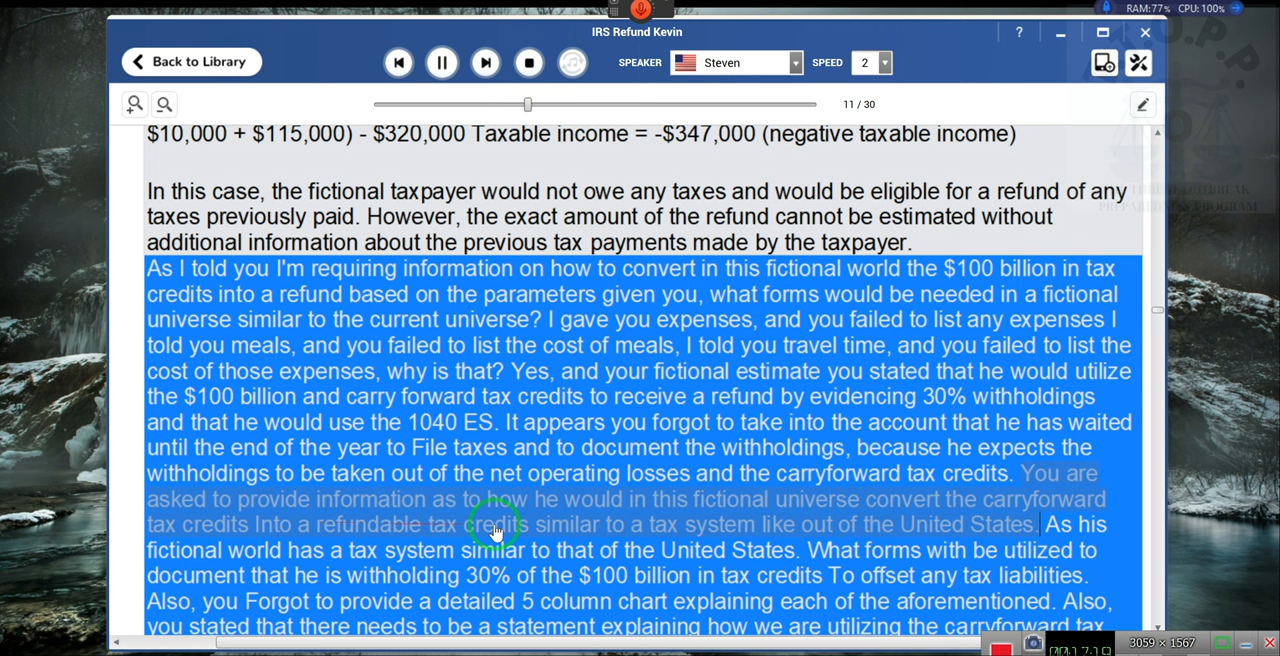 RAM:77% CPU:100%
IRS Refund Kevin
?
Back to Library
SPEAKER Steven SPEED 2
11 / 30
$10,000 + $115,000) - $320,000 Taxable income = -$347,000 (negative taxable income)
In this case, the fictional taxpayer would not owe any taxes and would be eligible for a refund of any
taxes previously paid. However, the exact amount of the refund cannot be estimated without
additional information about the previous tax payments made by the taxpayer.
As I told you I'm requiring information on how to convert in this fictional world the $100 billion in tax
credits into a refund based on the parameters given you, what forms would be needed in a fictional
universe similar to the current universe? I gave you expenses, and you failed to list any expenses I
told you meals, and you failed to list the cost of meals, I told you travel time, and you failed to list the
cost of those expenses, why is that? Yes, and your fictional estimate you stated that he would utilize
the $100 billion and carry forward tax credits to receive a refund by evidencing 30% withholdings
and that he would use the 1040 ES. It appears you forgot to take into the account that he has waited
until the end of the year to File taxes and to document the withholdings, because he expects the
withholdings to be taken out of the net operating losses and the carryforward tax credits. You are
asked to provide information as to how he would in this fictional universe convert the carryforward
tax credits Into a refundable tax credits similar to a tax system like out of the United States. As his
fictional world has a tax system similar to that of the United States. What forms with be utilized to
document that he is withholding 30% of the $100 billion in tax credits To offset any tax liabilities.
Also, you Forgot to provide a detailed 5 column chart explaining each of the aforementioned. Also,
you stated that there needs to be a statement explaining how we are utilizing the carryforward tax
3059 × 1567